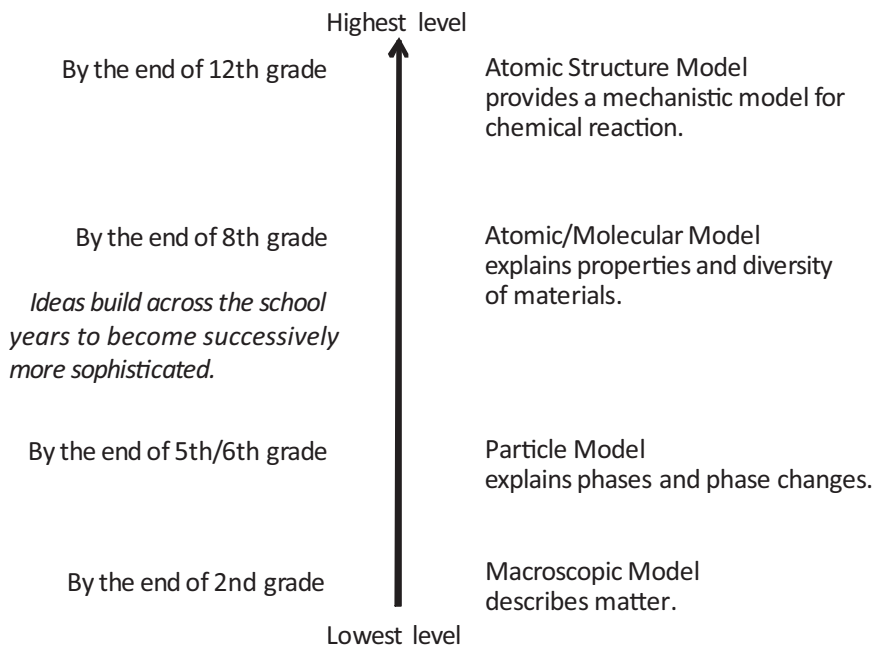 Highest level
By the end of 12th grade
Atomic Structure Model
provides a mechanistic model for
chemical reaction.
By the end of 8th grade
Atomic/Molecular Model
explains properties and diversity
of materials.
Ideas build across the school
years to become successively
more sophisticated.
By the end of 5th/6th grade
Particle Model
explains phases and phase changes.
By the end of 2nd grade
Macroscopic Model
describes matter.
Lowest level